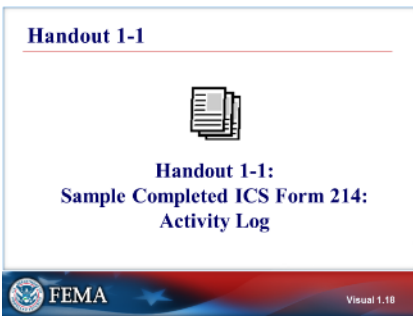 Handout 1-1
Handout 1-1:
Sample Completed ICS Form 214:
Activity Log
FEMA
Visual 1.18